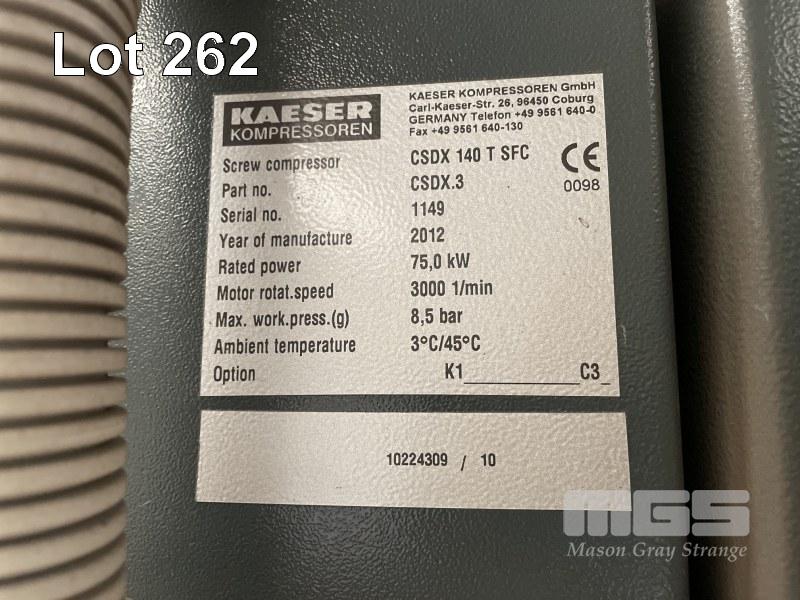 Lot 262
KAESER
KOMPRESSOREN
KAESER KOMPRESSOREN GmbH
Carl-Kaeser-Str. 26, 96450 Coburg
GERMANY Telefon +49 9561 640-0
Fax +49 9561 640-130
Screw compressor CSDX 140 T SFC
CE
0098
Part no. CSDX.3
Serial no. 1149
Year of manufacture 2012
Rated power 75,0 kW
Motor rotat.speed 3000 1/min
Max. work.press.(g) 8,5 bar
Ambient temperature 3°C/45°C
Option K1____________C3_
10224309 / 10
MGS
Mason Gray Strange